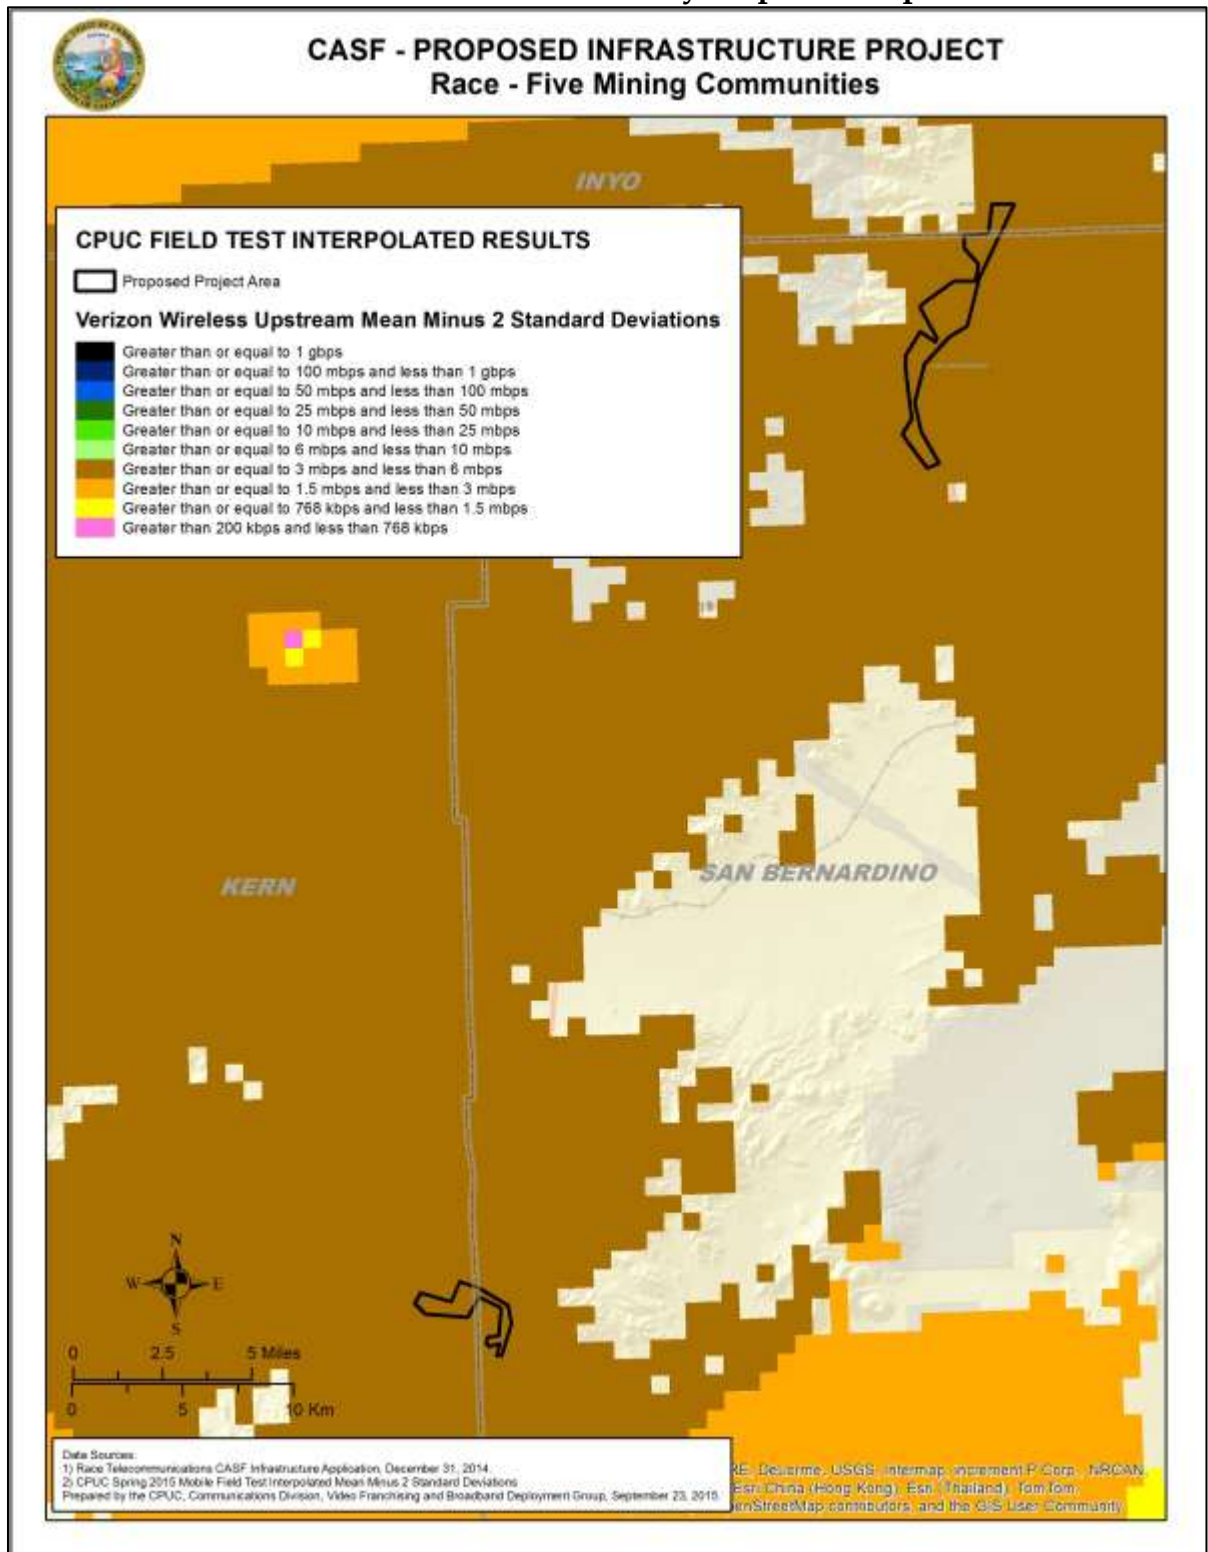 CASF - PROPOSED INFRASTRUCTURE PROJECT
Race - Five Mining Communities
INYO
CPUC FIELD TEST INTERPOLATED RESULTS
Proposed Project Area
Verizon Wireless Upstream Mean Minus 2 Standard Deviations
Greater than or equal to 1 gbps
Greater than or equal to 100 mbps and less than 1 gbps
Greater than or equal to 50 mbps and less than 100 mbps
Greater than or equal to 25 mbps and less than 50 mbps
Greater than or equal to 10 mbps and less than 25 mbps
Greater than or equal to 6 mbps and less than 10 mbps
Greater than or equal to 3 mbps and less than 6 mbps
Greater than or equal to 1.5 mbps and less than 3 mbps
Greater than or equal to 768 kbps and less than 1.5 mbps
Greater than 200 kbps and less than 768 kbps
KERN
SAN BERNARDINO
N
W E
S
0 2.5 5 Miles
0 5 10 Km
Data Sources:
1) Race Telecommunications CASF Infrastructure Application, December 31, 2014.
2) CPUC Spring 2015 Mobile Field Test Interpolated Mean Minus 2 Standard Deviations
Prepared by the CPUC, Communications Division, Video Franchising and Broadband Deployment Group, September 23, 2015.
RE, DeLorme, USGS, Intermap, increment P Corp., NRCAN,
Esri China (Hong Kong), Esri (Thailand), TomTom,
enStreetMap contributors, and the GIS User Community